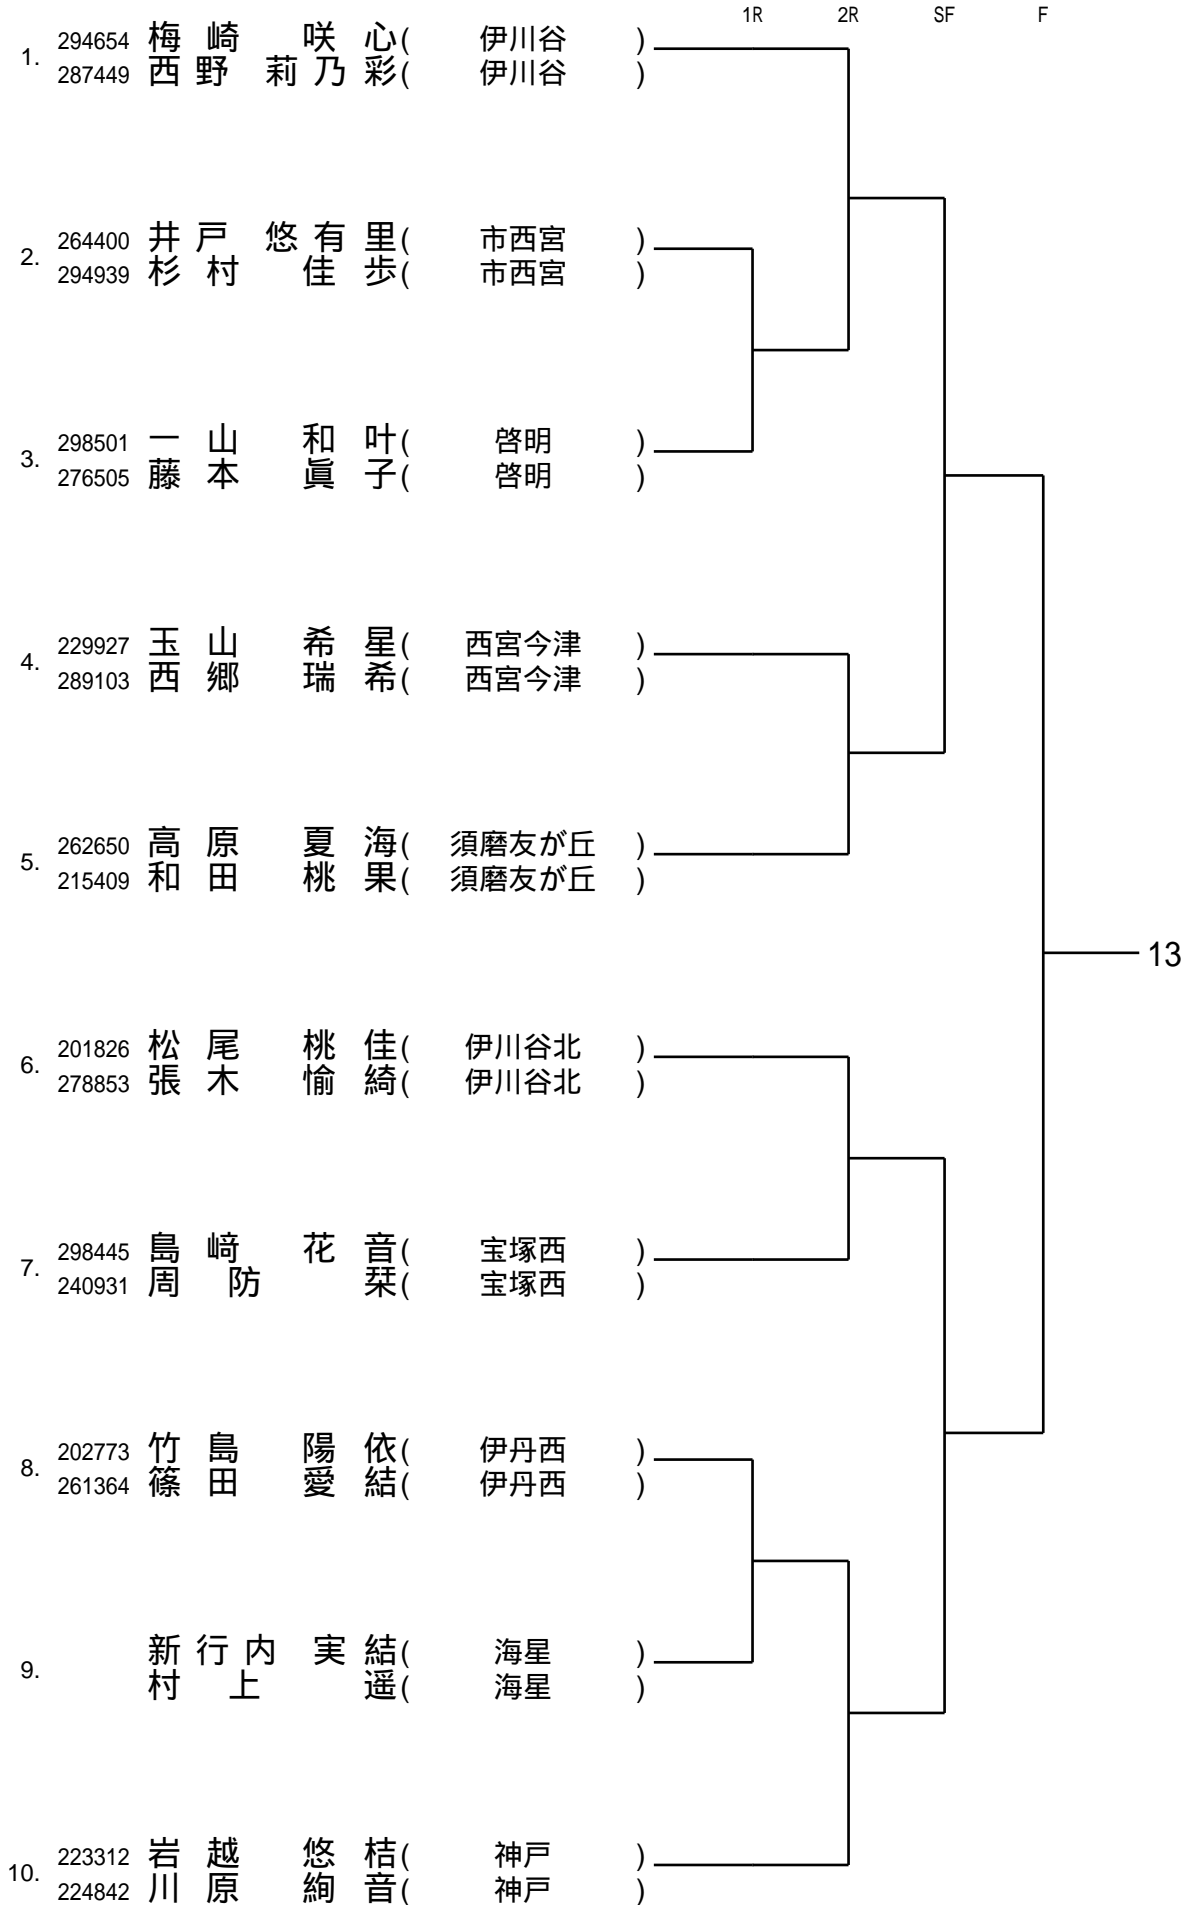 1R 2R SF F
1. 294654 梅崎 咲心( 伊川谷 )
287449 西野 莉乃彩( 伊川谷 )
2. 264400 井戸 悠有里( 市西宮 )
294939 杉村 佳歩( 市西宮 )
3. 298501 一山 和叶( 啓明 )
276505 藤本 眞子( 啓明 )
4. 229927 玉山 希星( 西宮今津 )
289103 西郷 瑞希( 西宮今津 )
5. 262650 高原 夏海( 須磨友が丘 )
215409 和田 桃果( 須磨友が丘 )
13
6. 201826 松尾 桃佳( 伊川谷北 )
278853 張木 愉綺( 伊川谷北 )
7. 298445 島﨑 花音( 宝塚西 )
240931 周防 栞( 宝塚西 )
8. 202773 竹島 陽依( 伊丹西 )
261364 篠田 愛結( 伊丹西 )
9. 新行内 実結( 海星 )
村上 遥( 海星 )
10. 223312 岩越 悠桔( 神戸 )
224842 川原 絢音( 神戸 )